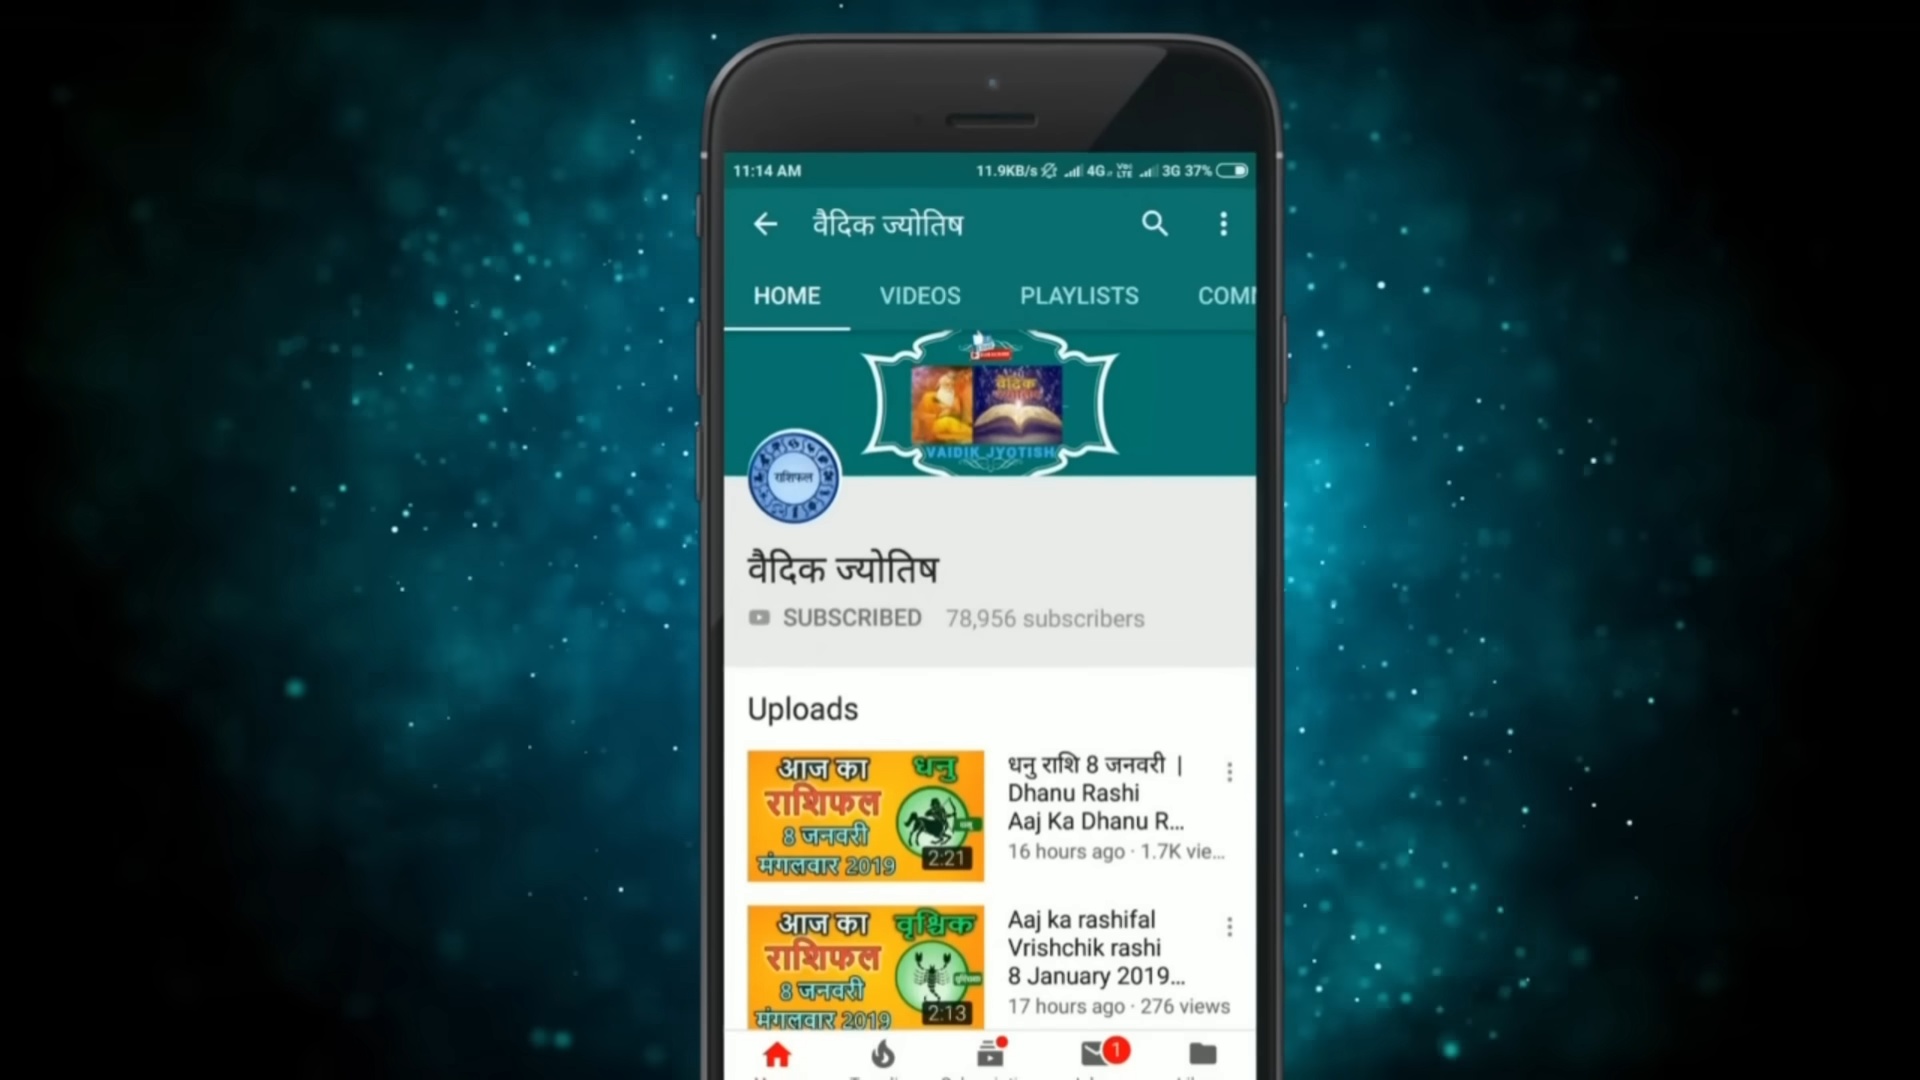 11:14 AM 11.9KB/s 4G VoLTE 3G 37%
वैदिक ज्योतिष
HOME VIDEOS PLAYLISTS COM
वैदिक
VAIDIK JYOTISH
राशिफल
वैदिक ज्योतिष
SUBSCRIBED 78,956 subscribers
Uploads
आज का धनु
राशिफल
8 जनवरी
मंगलवार 2019
2:21
धनु राशि 8 जनवरी |
Dhanu Rashi
Aaj Ka Dhanu R...
16 hours ago · 1.7K vie...
आज का वृश्चिक
राशिफल
8 जनवरी
मंगलवार 2019
2:13
Aaj ka rashifal
Vrishchik rashi
8 January 2019...
17 hours ago · 276 views
1